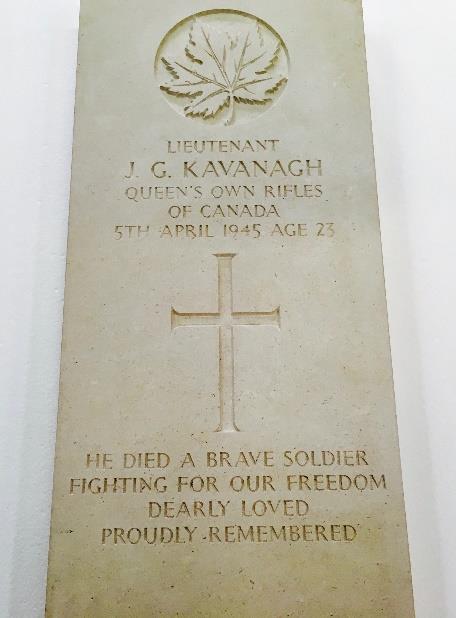 LIEUTENANT
J. G. KAVANAGH
QUEEN'S OWN RIFLES
OF CANADA
5TH APRIL 1945 AGE 23
HE DIED A BRAVE SOLDIER
FIGHTING FOR OUR FREEDOM
DEARLY LOVED
PROUDLY REMEMBERED